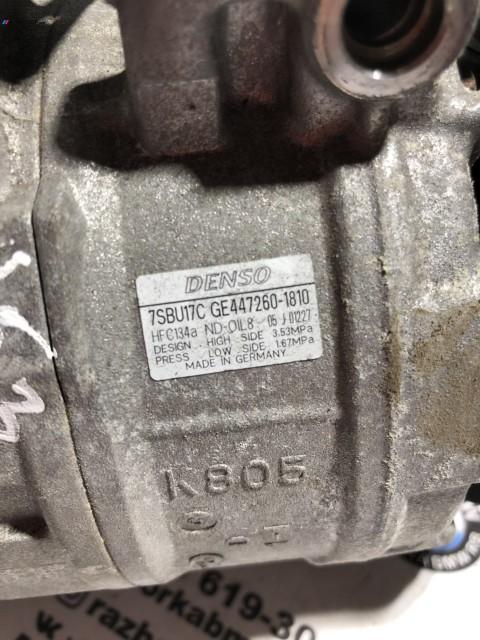 DENSO
7SBU17C GE447260-1810
HFC134a ND-OIL8 05 J 01227
DESIGN HIGH SIDE 3.53MPa
PRESS LOW SIDE 1.67MPa
MADE IN GERMANY
K805
619-30